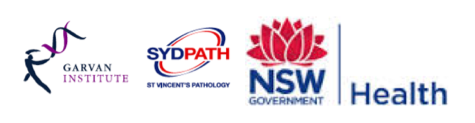 GARVAN
INSTITUTE
SYDPATH
ST VINCENT'S PATHOLOGY
NSW
GOVERNMENT
Health